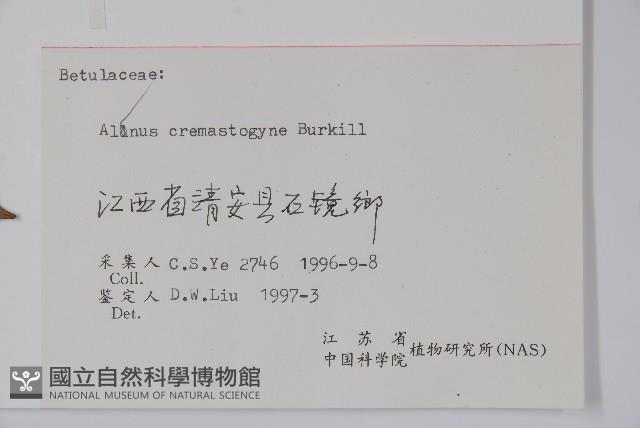 Betulaceae:
Alnus cremastogyne Burkill
江西省靖安县石镜鄉
采集人 C.S.Ye 2746 1996-9-8
Coll.
鉴定人 D.W.Liu 1997-3
Det.
江苏省
中国科学院 植物研究所(NAS)
國立自然科學博物館
NATIONAL MUSEUM OF NATURAL SCIENCE